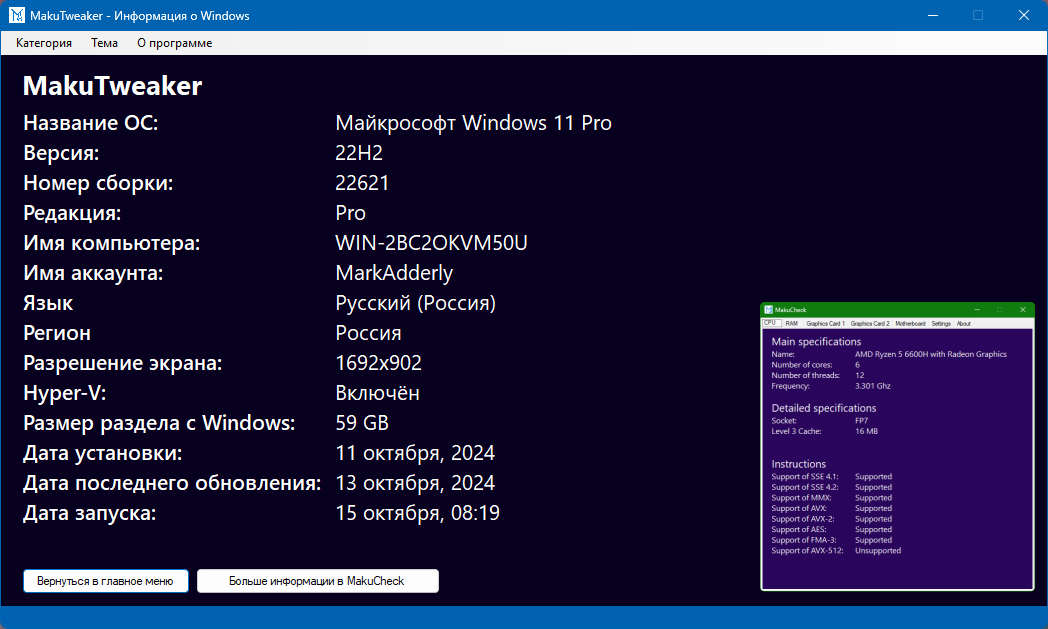 MakuTweaker - Информация о Windows
Категория Тема О программе
MakuTweaker
Название ОС: Майкрософт Windows 11 Pro
Версия: 22H2
Номер сборки: 22621
Редакция: Pro
Имя компьютера: WIN-2BC2OKVM50U
Имя аккаунта: MarkAdderly
Язык Русский (Россия)
Регион Россия
Разрешение экрана: 1692x902
Hyper-V: Включён
Размер раздела с Windows: 59 GB
Дата установки: 11 октября, 2024
Дата последнего обновления: 13 октября, 2024
Дата запуска: 15 октября, 08:19
Вернуться в главное меню Больше информации в MakuCheck
MakuCheck
CPU RAM Graphics Card 1 Graphics Card 2 Motherboard Settings About
Main specifications
Name: AMD Ryzen 5 6600H with Radeon Graphics
Number of cores: 6
Number of threads: 12
Frequency: 3,301 Ghz
Detailed specifications
Socket: FP7
Level 3 Cache: 16 MB
Instructions
Support of SSE 4.1: Supported
Support of SSE 4.2: Supported
Support of MMX: Supported
Support of AVX: Supported
Support of AVX-2: Supported
Support of AES: Supported
Support of FMA-3: Supported
Support of AVX-512: Unsupported